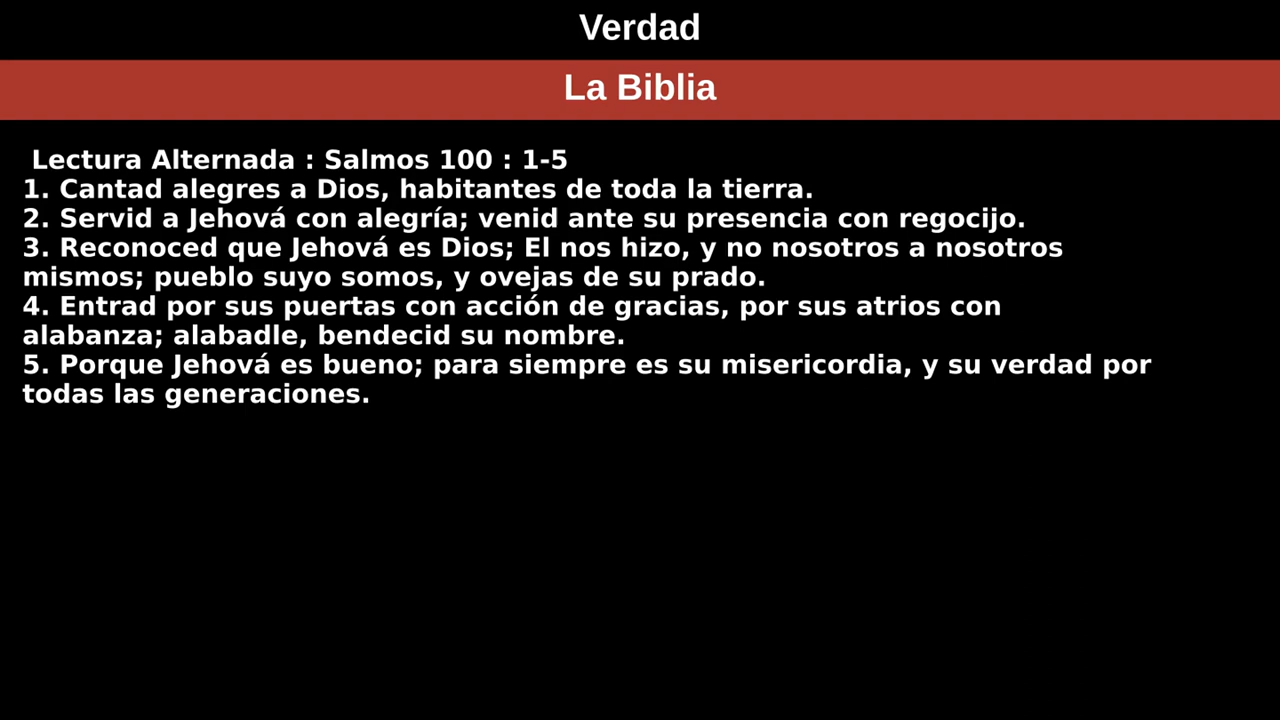 Verdad
La Biblia
Lectura Alternada : Salmos 100 : 1-5
1. Cantad alegres a Dios, habitantes de toda la tierra.
2. Servid a Jehová con alegría; venid ante su presencia con regocijo.
3. Reconoced que Jehová es Dios; El nos hizo, y no nosotros a nosotros
mismos; pueblo suyo somos, y ovejas de su prado.
4. Entrad por sus puertas con acción de gracias, por sus atrios con
alabanza; alabadle, bendecid su nombre.
5. Porque Jehová es bueno; para siempre es su misericordia, y su verdad por
todas las generaciones.